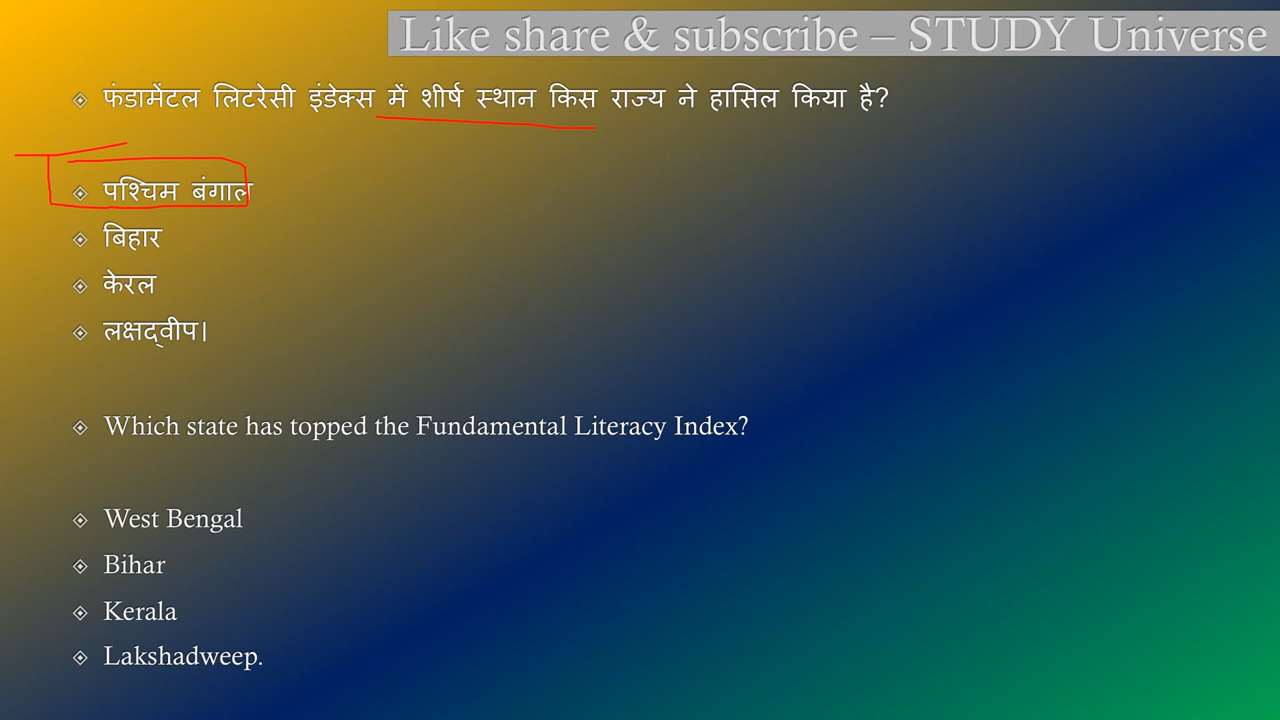 Like share & subscribe – STUDY Universe
फंडामेंटल लिटरेसी इंडेक्स में शीर्ष स्थान किस राज्य ने हासिल किया है?
पश्चिम बंगाल
बिहार
केरल
लक्षद्वीप।
Which state has topped the Fundamental Literacy Index?
West Bengal
Bihar
Kerala
Lakshadweep.